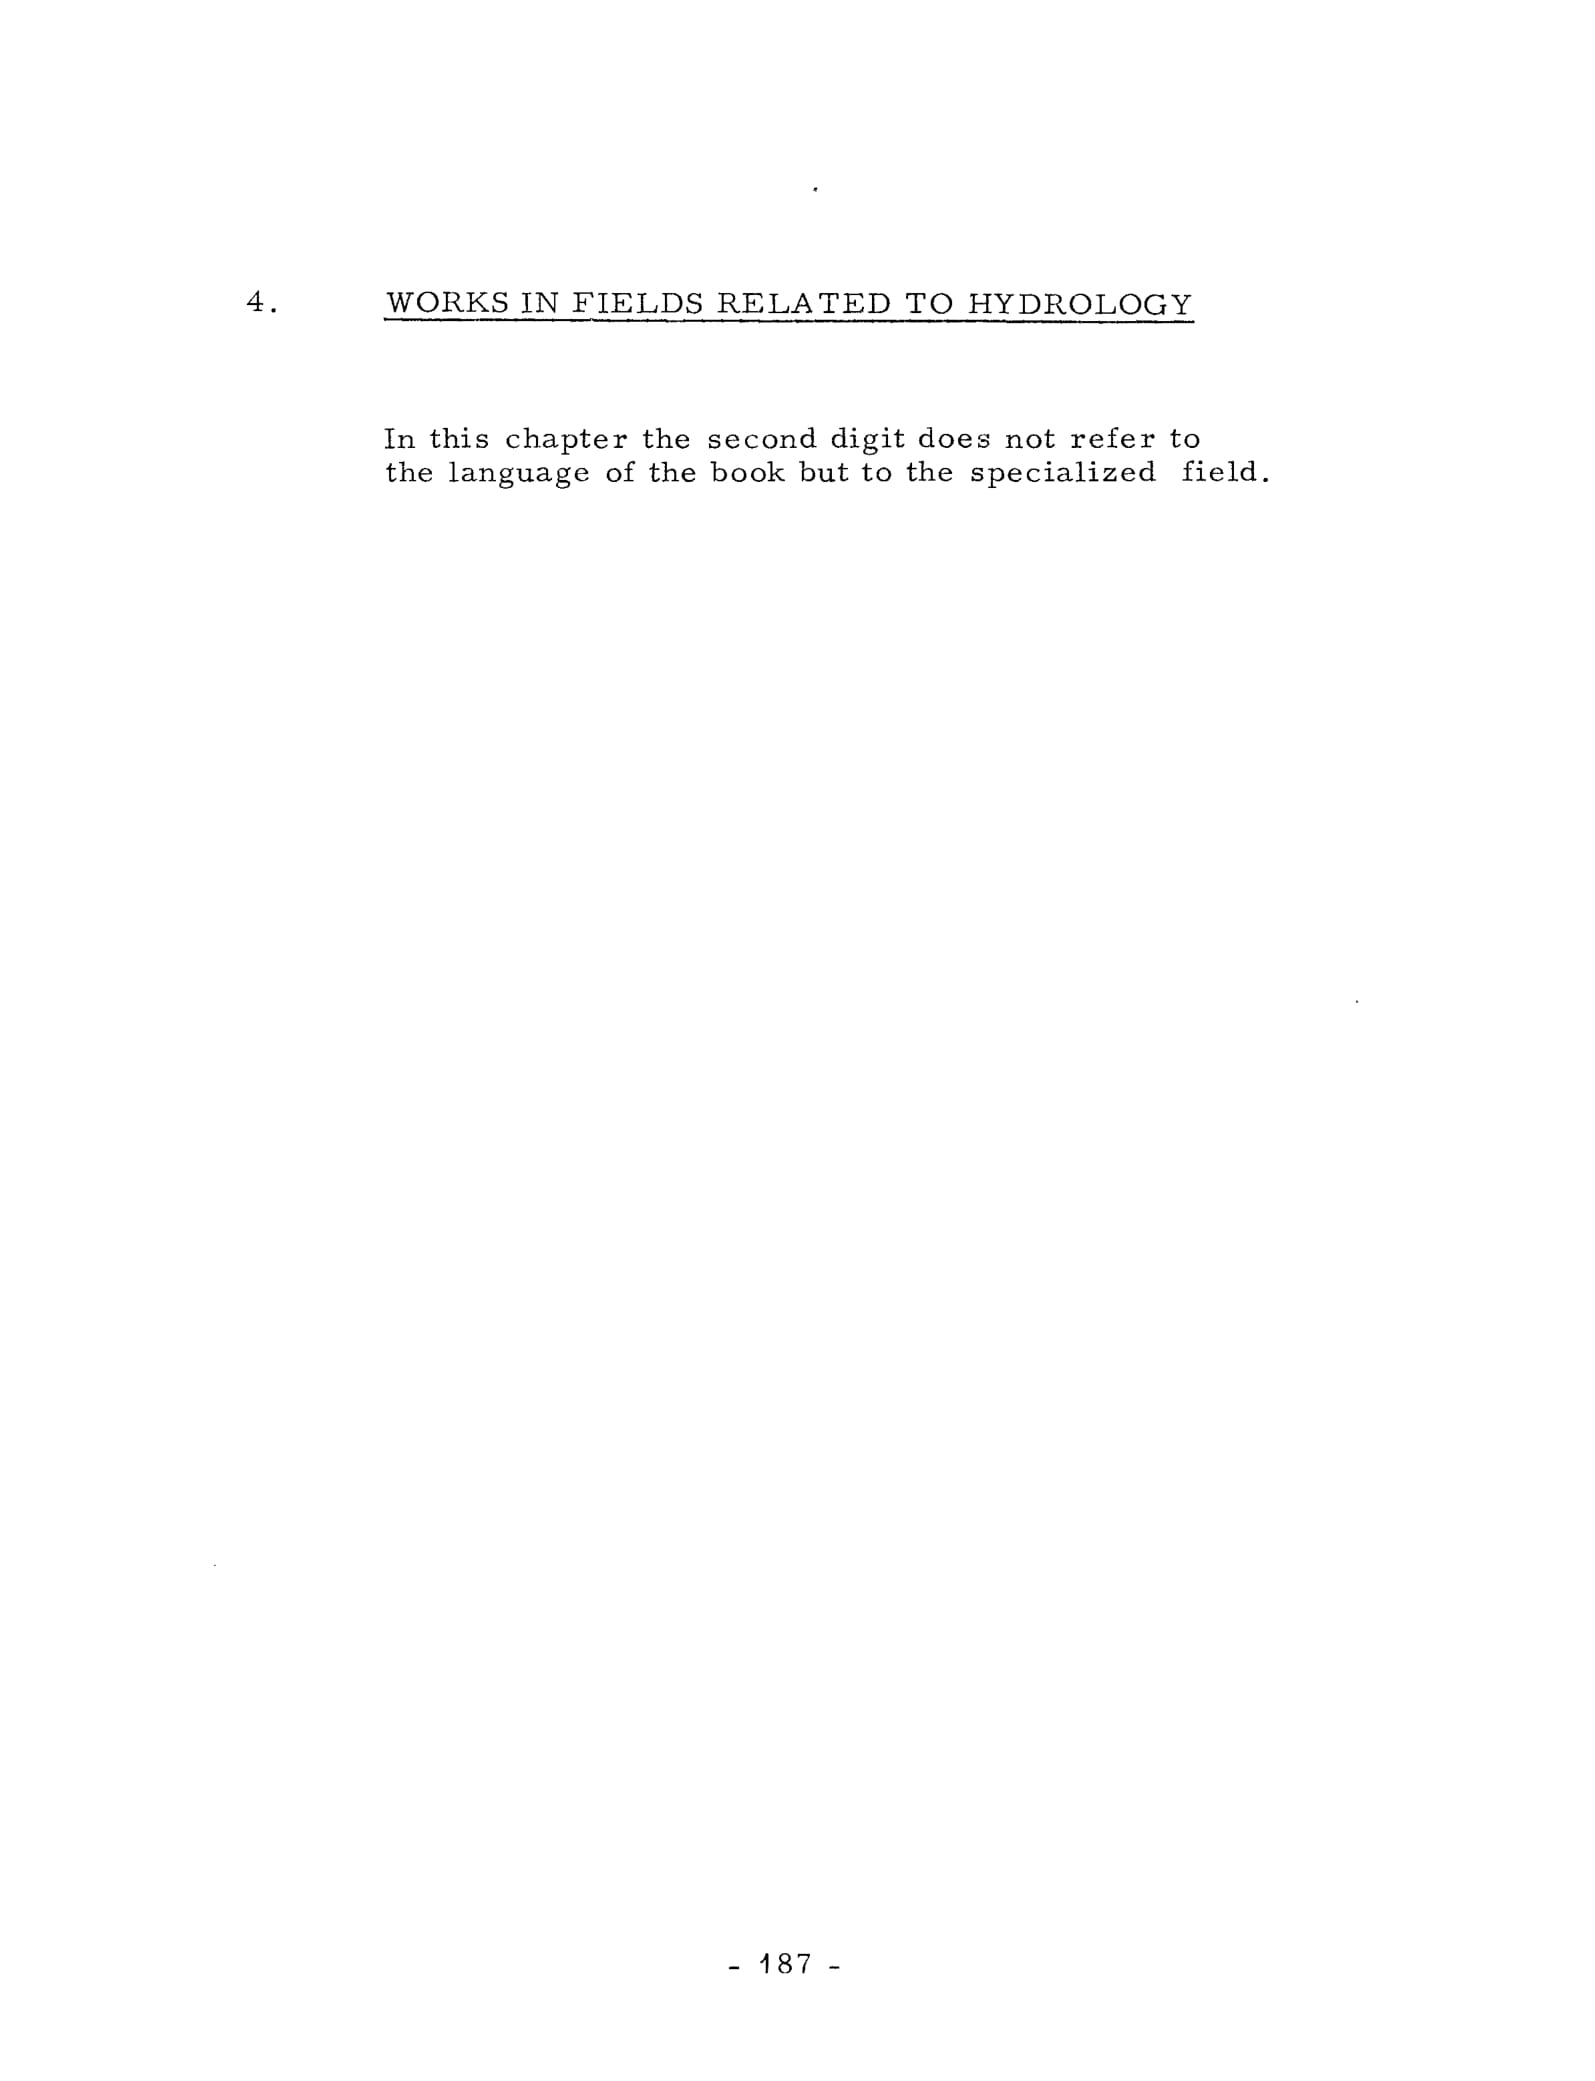 4. WORKS IN FIELDS RELATED TO HYDROLOGY
In this chapter the second digit does not refer to
the language of the book but to the specialized field.
- 187 -